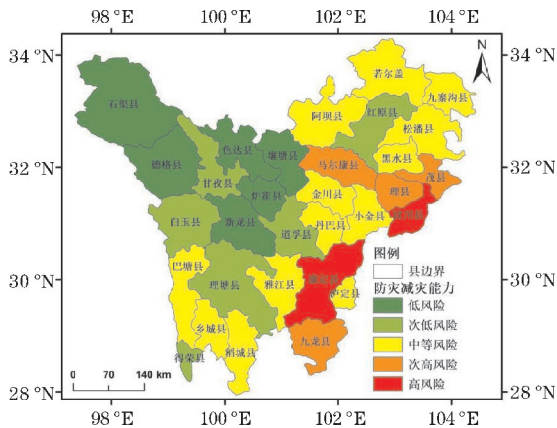 98 °E 100 °E 102 °E 104 °E
34 °N 34 °N
N
若尔盖
九寨沟县
石渠县
阿坝县
红原县
松潘县
色达县
壤塘县
黑水县
32 °N 32 °N
德格县
马尔康县
茂县
甘孜县
炉霍县
金川县
理县
白玉县
新龙县
道孚县
丹巴县
小金县
汶川县
图例
县边界
30 °N 30 °N
巴塘县
理塘县
雅江县
康定县
泸定县
防灾减灾能力
低风险
次低风险
乡城县
稻城县
九龙县
中等风险
得荣县
次高风险
0 70 140 km
高风险
28 °N 28 °N
98 °E 100 °E 102 °E 104 °E